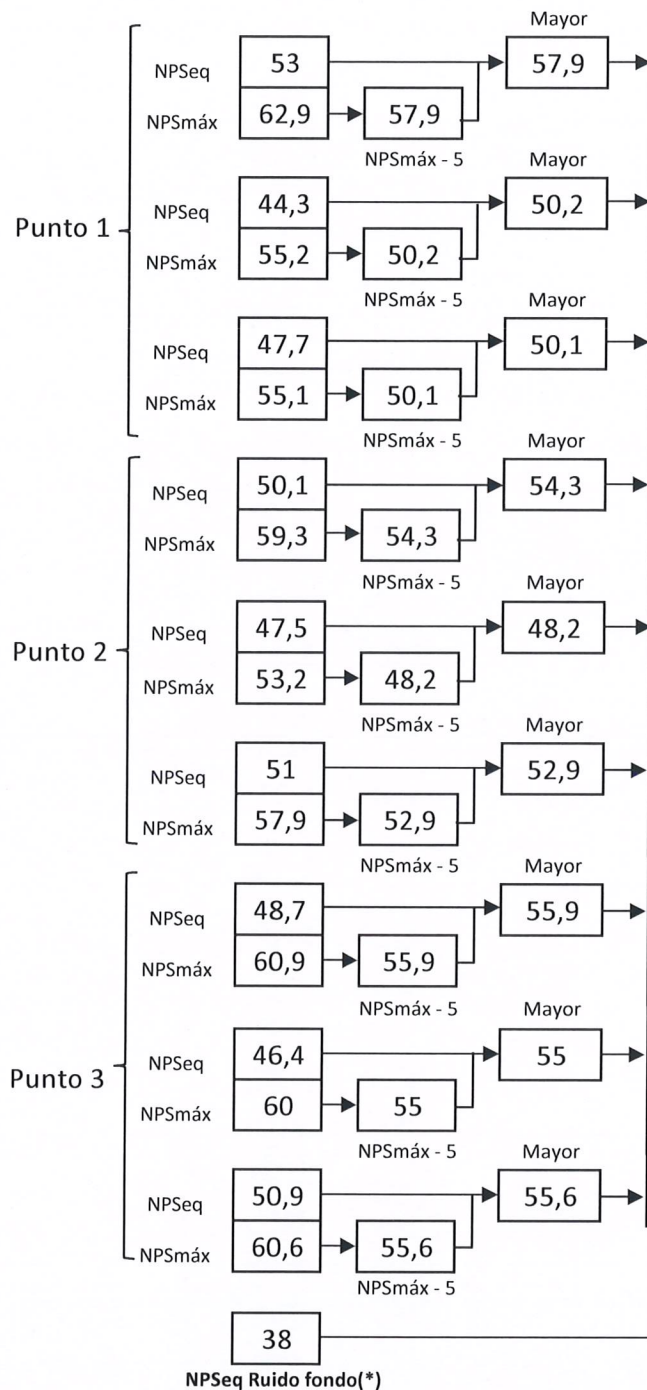 Mayor
NPSeq 53 57,9
NPSmáx 62,9 57,9
NPSmáx - 5
Mayor
NPSeq 44,3 50,2
Punto 1
NPSmáx 55,2 50,2
NPSmáx - 5
Mayor
NPSeq 47,7 50,1
NPSmáx 55,1 50,1
NPSmáx - 5
Mayor
NPSeq 50,1 54,3
NPSmáx 59,3 54,3
NPSmáx - 5
Mayor
NPSeq 47,5 48,2
Punto 2
NPSmáx 53,2 48,2
NPSmáx - 5
Mayor
NPSeq 51 52,9
NPSmáx 57,9 52,9
NPSmáx - 5
Mayor
NPSeq 48,7 55,9
NPSmáx 60,9 55,9
NPSmáx - 5
Mayor
NPSeq 46,4 55
Punto 3
NPSmáx 60 55
NPSmáx - 5
Mayor
NPSeq 50,9 55,6
NPSmáx 60,6 55,6
NPSmáx - 5
38
NPSeq Ruido fondo(*)